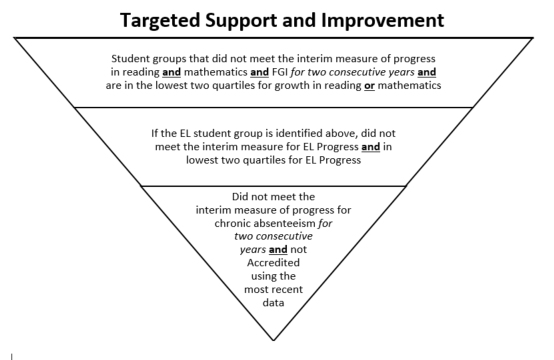 Targeted Support and Improvement
Student groups that did not meet the interim measure of progress
in reading and mathematics and FGI for two consecutive years and
are in the lowest two quartiles for growth in reading or mathematics
If the EL student group is identified above, did not
meet the interim measure for EL Progress and in
lowest two quartiles for EL Progress
Did not meet the
interim measure of progress for
chronic absenteeism for
two consecutive
years and not
Accredited
using the
most recent
data